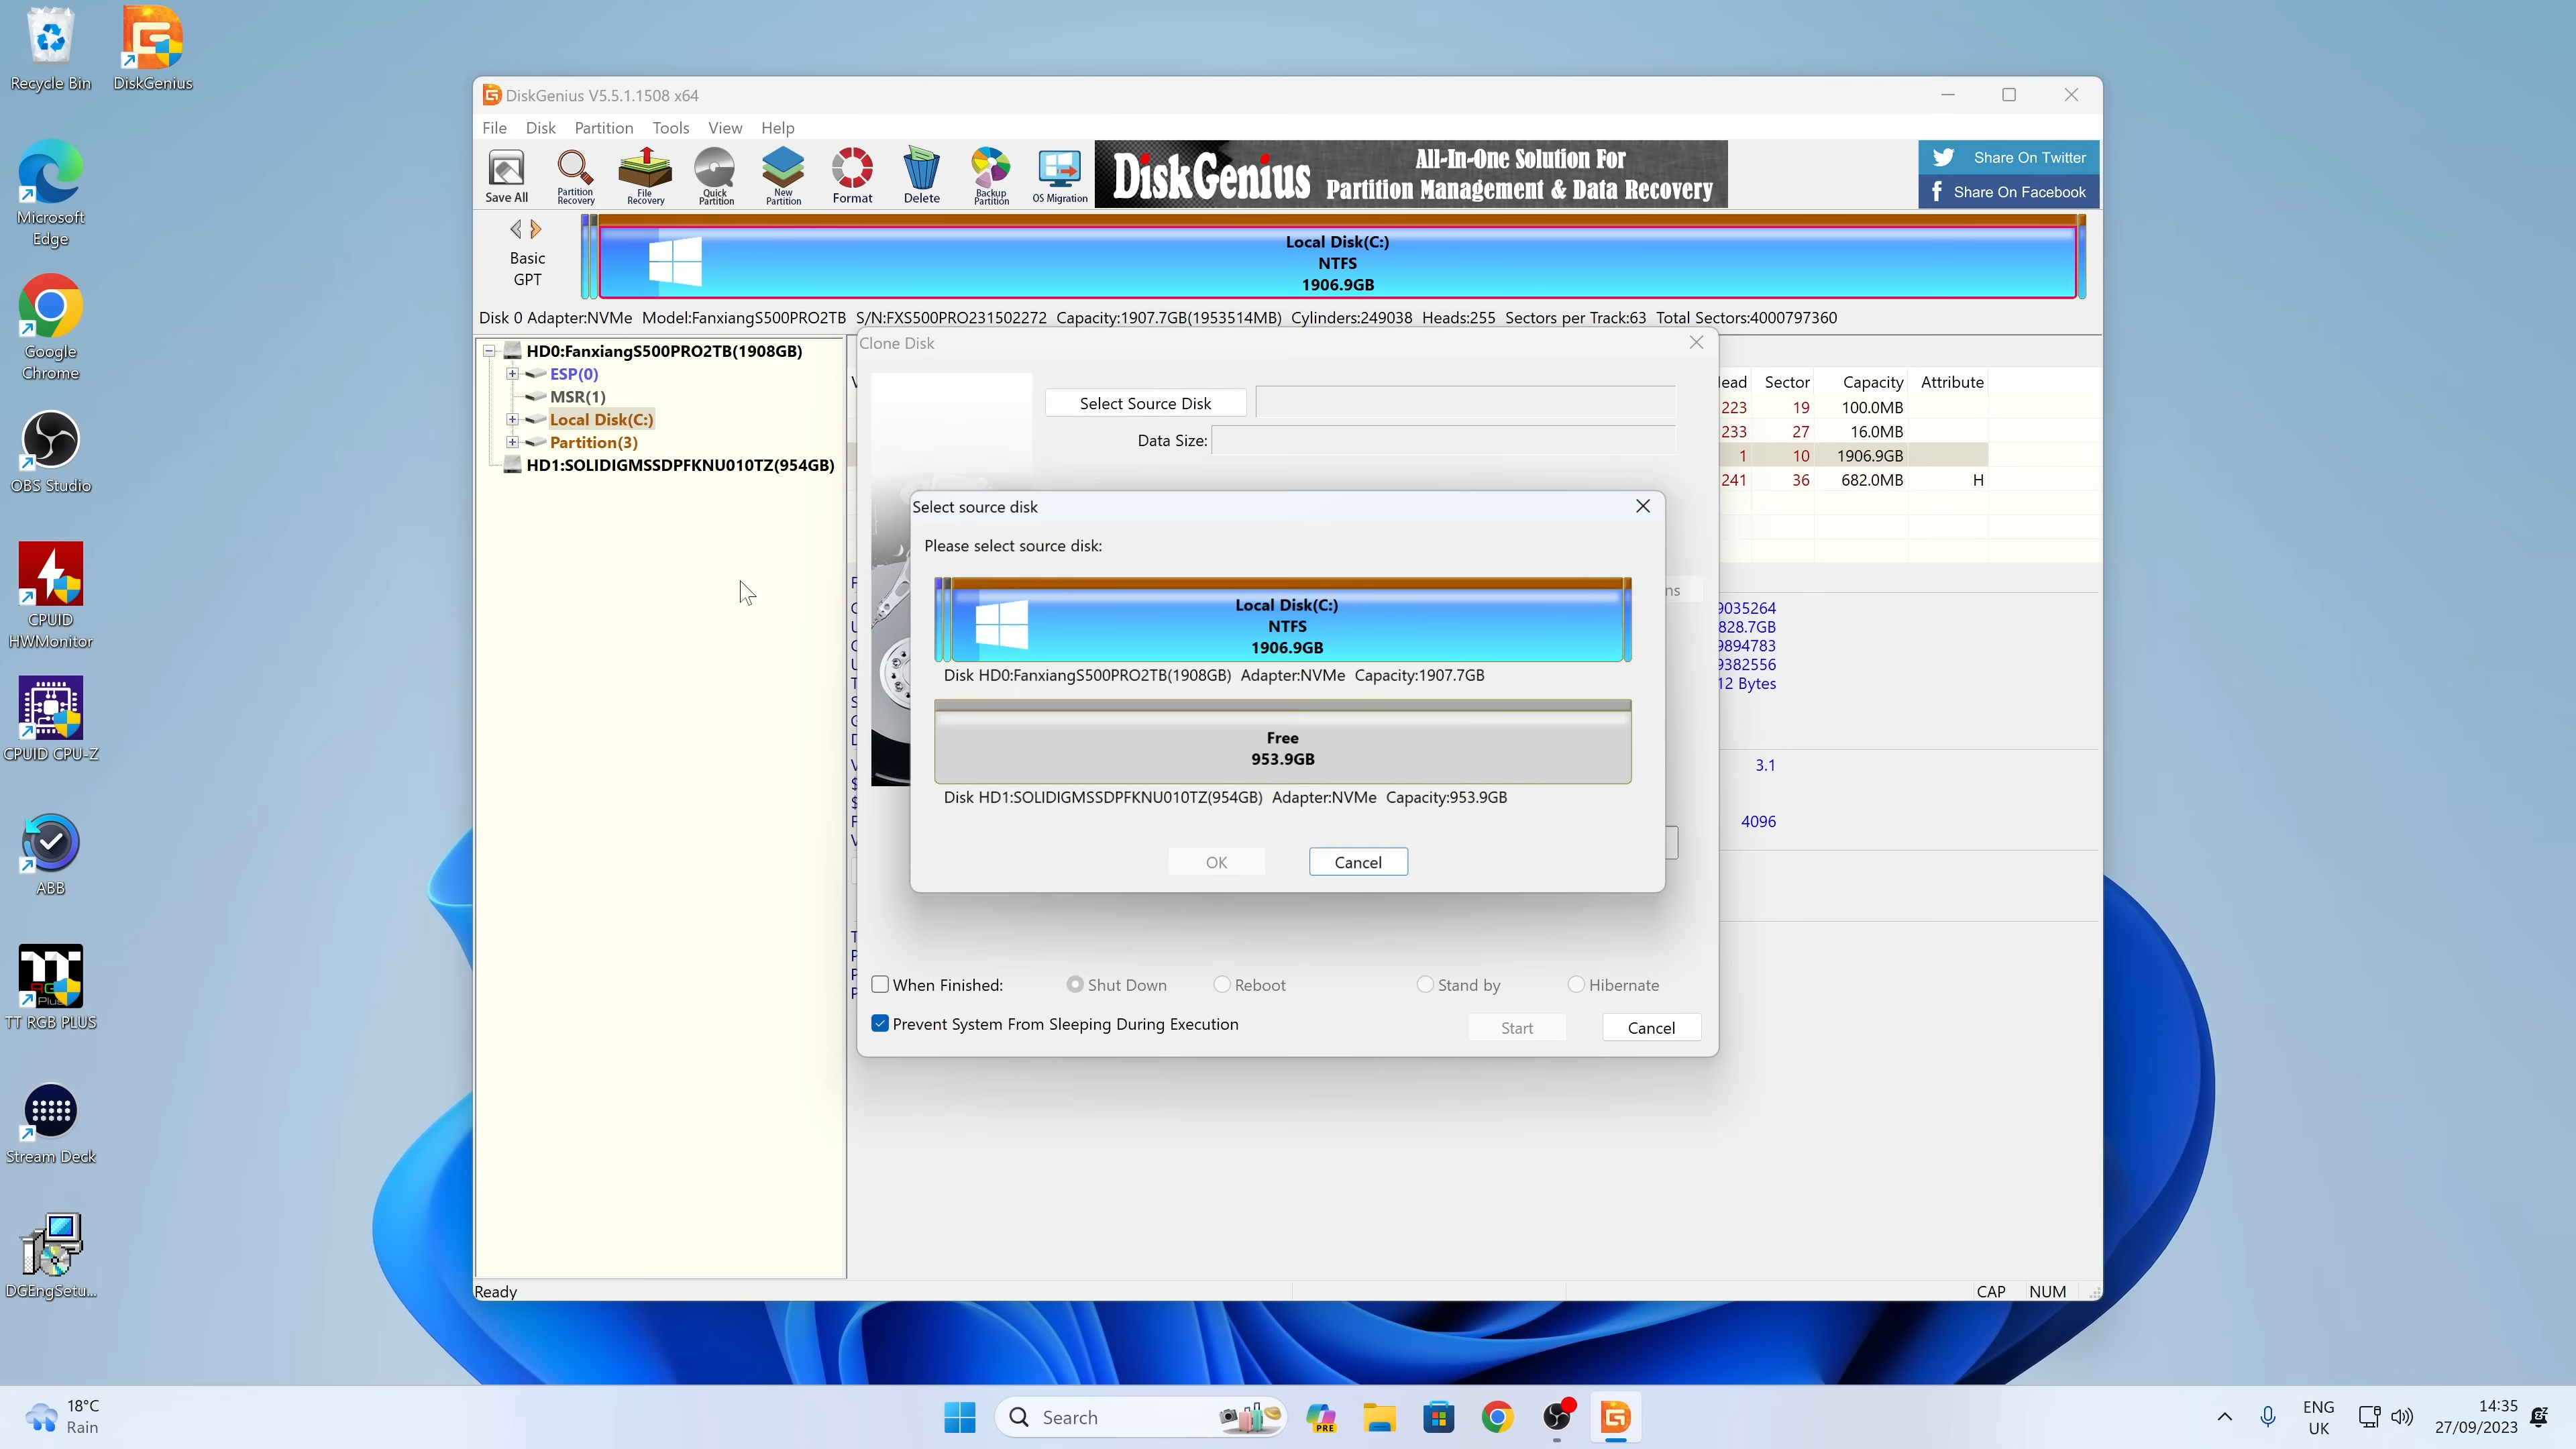 Recycle Bin
DiskGenius
Microsoft
Edge
Google
Chrome
OBS Studio
CPUID
HWMonitor
CPUID CPU-Z
ABB
TT RGB PLUS
Stream Deck
DGEngSetu...
DiskGenius V5.5.1.1508 x64
File Disk Partition Tools View Help
Save All
Partition
Recovery
File
Recovery
Quick
Partition
New
Partition
Format
Delete
Backup
Partition
OS Migration
DiskGenius
All-In-One Solution For
Partition Management & Data Recovery
Share On Twitter
Share On Facebook
Basic
GPT
Local Disk(C:)
NTFS
1906.9GB
Disk 0 Adapter:NVMe Model:FanxiangS500PRO2TB S/N:FXS500PRO231502272 Capacity:1907.7GB(1953514MB) Cylinders:249038 Heads:255 Sectors per Track:63 Total Sectors:4000797360
HD0:FanxiangS500PRO2TB(1908GB)
ESP(0)
MSR(1)
Local Disk(C:)
Partition(3)
HD1:SOLIDIGMSSDPFKNU010TZ(954GB)
Clone Disk
Select Source Disk
Data Size:
Select source disk
Please select source disk:
Local Disk(C:)
NTFS
1906.9GB
Disk HD0:FanxiangS500PRO2TB(1908GB) Adapter:NVMe Capacity:1907.7GB
Free
953.9GB
Disk HD1:SOLIDIGMSSDPFKNU010TZ(954GB) Adapter:NVMe Capacity:953.9GB
OK Cancel
When Finished: Shut Down Reboot Stand by Hibernate
Prevent System From Sleeping During Execution
Start Cancel
ead Sector Capacity Attribute
223 19 100.0MB
233 27 16.0MB
1 10 1906.9GB
241 36 682.0MB H
ns
9035264
828.7GB
9894783
9382556
12 Bytes
3.1
4096
Ready
CAP NUM
18°C
Rain
Search
PRE
ENG
UK
14:35
27/09/2023